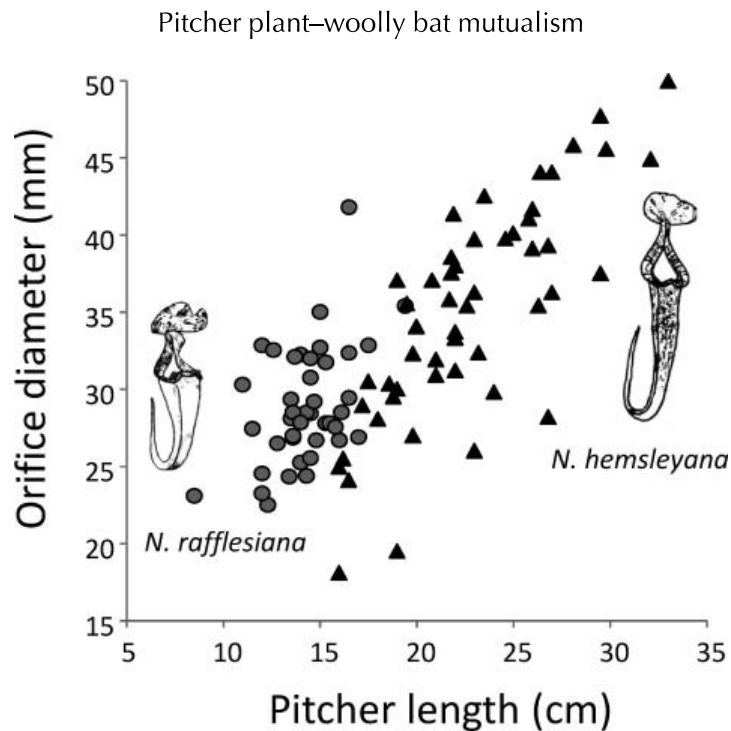 Pitcher plant–woolly bat mutualism
50
45
40
35
30
25
20
15
Orifice diameter (mm)
N. hemsleyana
N. rafflesiana
5 10 15 20 25 30 35
Pitcher length (cm)